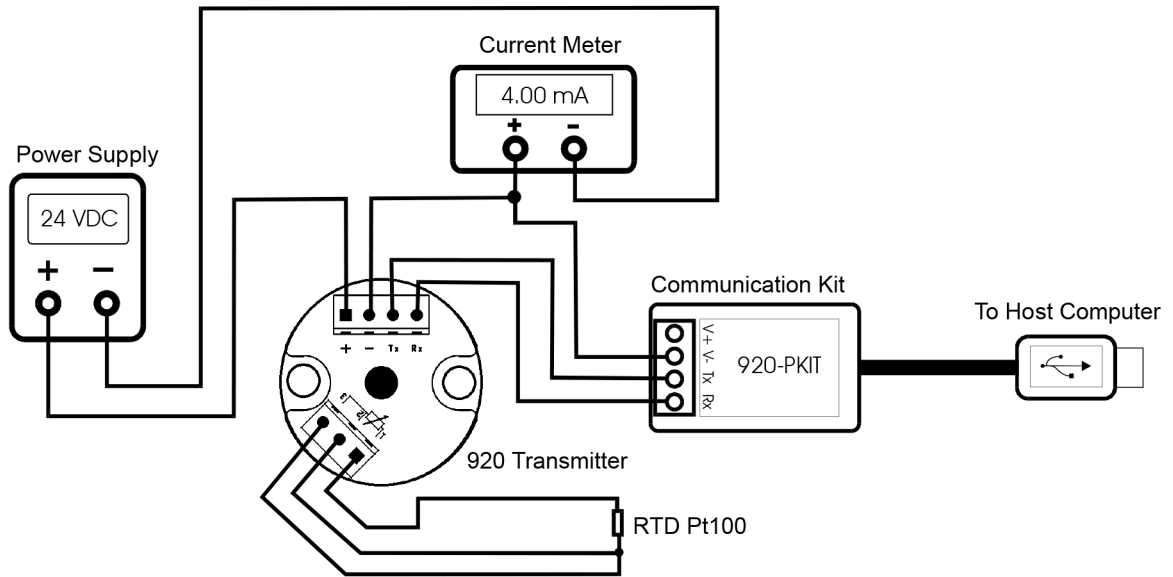 Current Meter
4.00 mA
+ -
Power Supply
24 VDC
+ -
Communication Kit
To Host Computer
V+
V-
Tx
Rx
920-PKIT
+ - Tx Rx
920 Transmitter
RTD Pt100